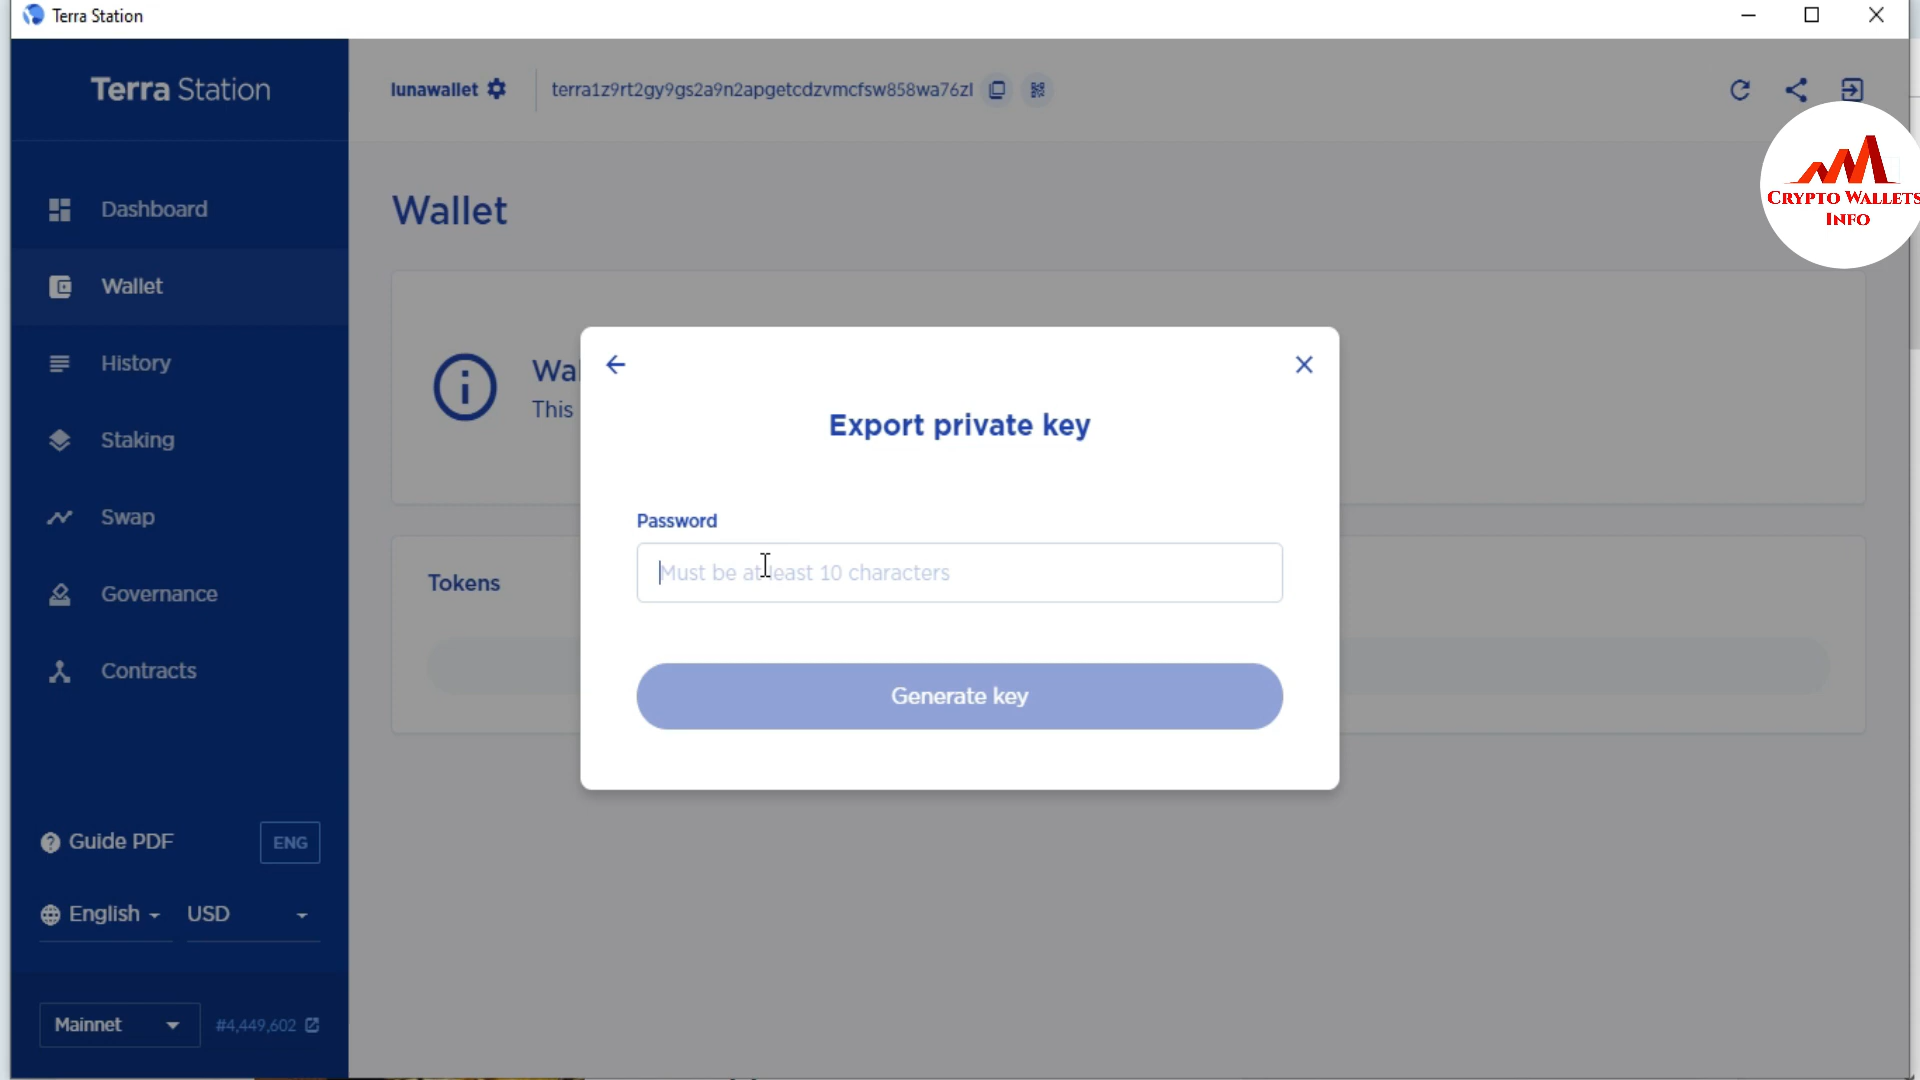 Terra Station
Terra Station
lunawallet
terra1z9rt2gy9gs2a9n2apgetcdzvmcfsw858wa76zl
CRYPTO WALLETS
INFO
Dashboard
Wallet
History
Staking
Swap
Governance
Contracts
Guide PDF
ENG
English
USD
Mainnet
#4,449,602
Wallet
Wal
This
Tokens
Export private key
Password
Must be at least 10 characters
Generate key